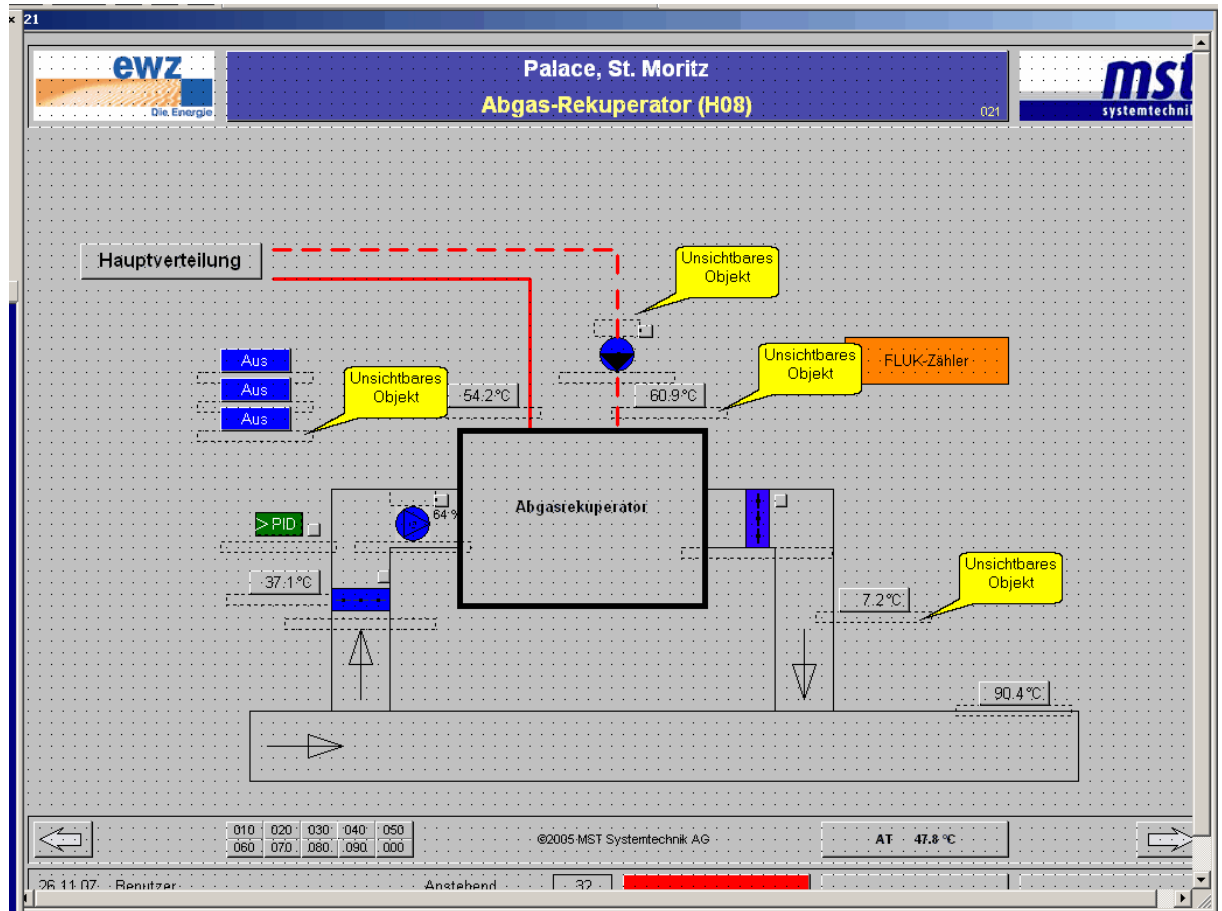 21
ewz
Die Energie
Palace, St. Moritz
Abgas-Rekuperator (H08)
021
mst
systemtechni
Hauptverteilung
Unsichtbares
Objekt
Aus
Aus
Aus
Unsichtbares
Objekt
54.2°C
60.9°C
Unsichtbares
Objekt
FLUK-Zähler
Abgasrekuperator
> PID
64 %
37.1°C
Unsichtbares
Objekt
7.2°C
90.4°C
010 020 030 040 050
060 070 080 090 000
©2005 MST Systemtechnik AG
AT 47.8 °C
26.11.07 Benutzer
Anstehend
32